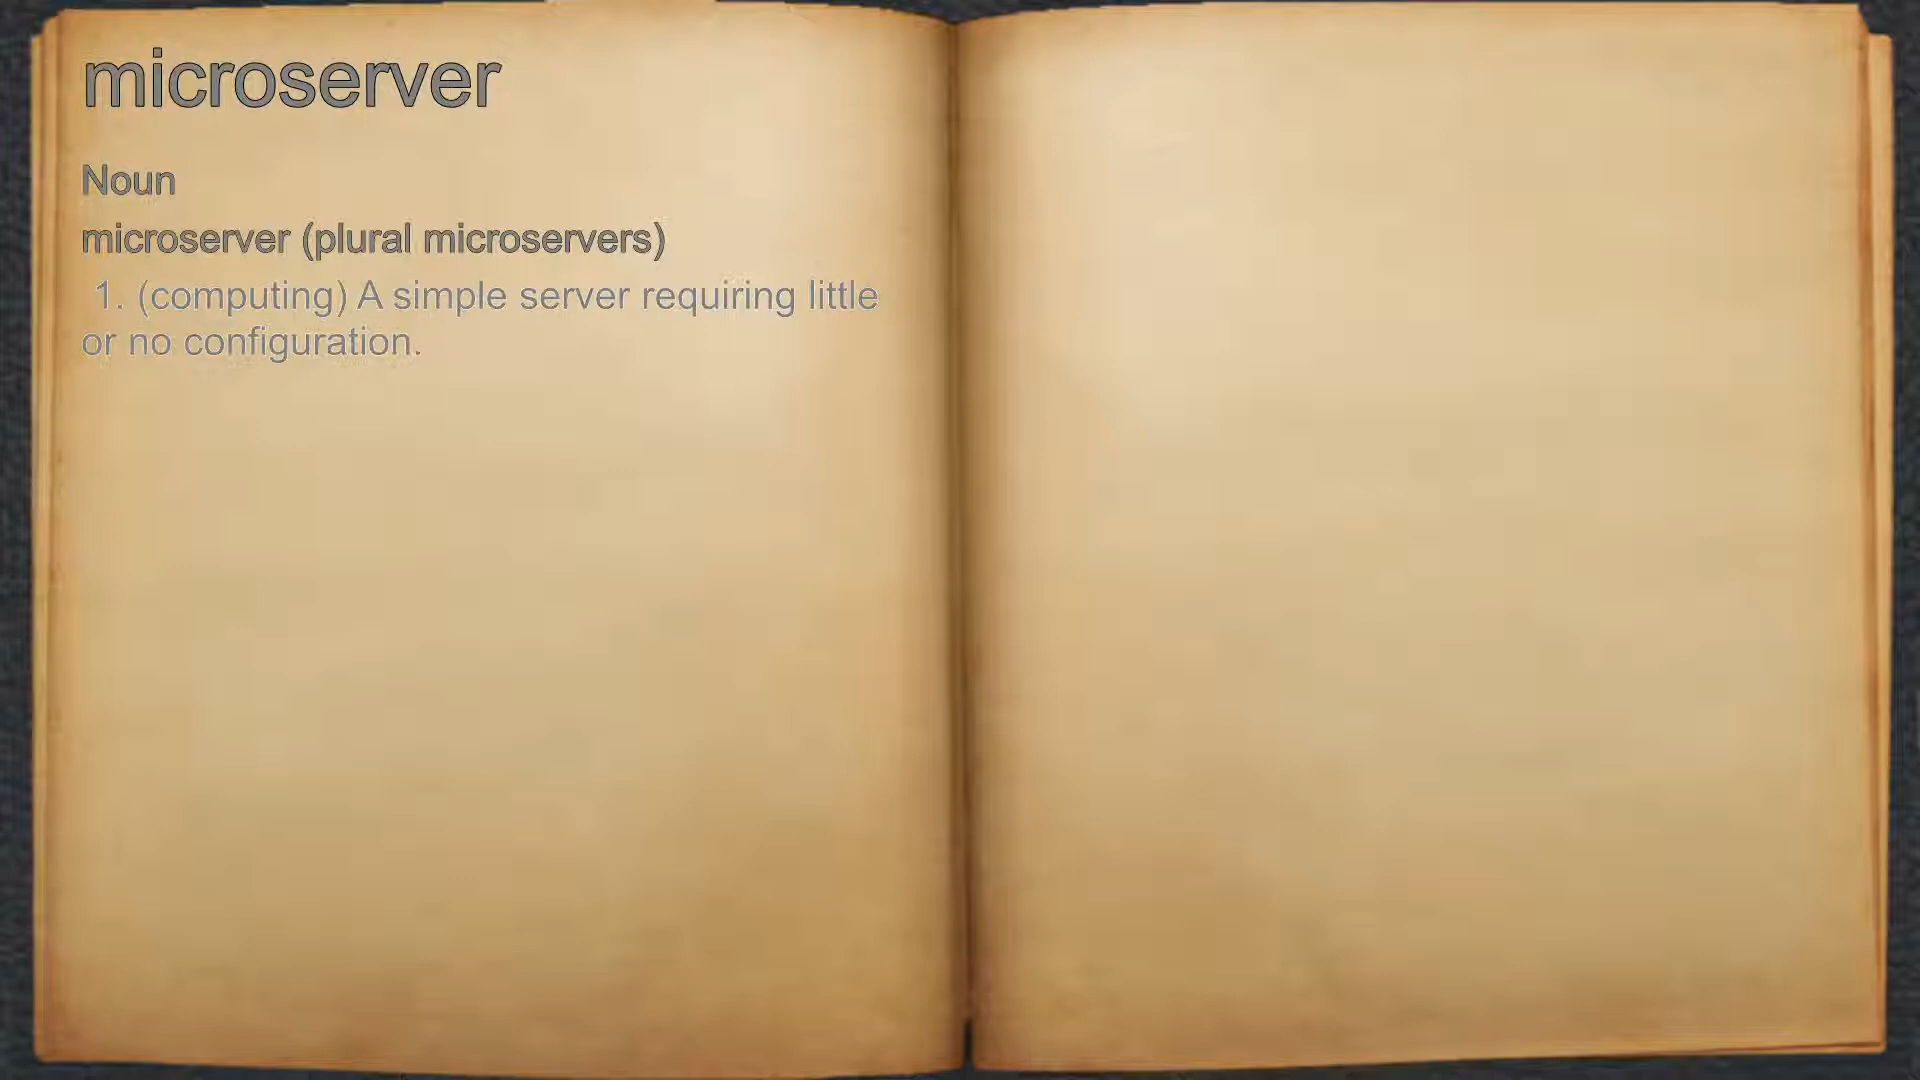 microserver
Noun
microserver (plural microservers)
1. (computing) A simple server requiring little
or no configuration.